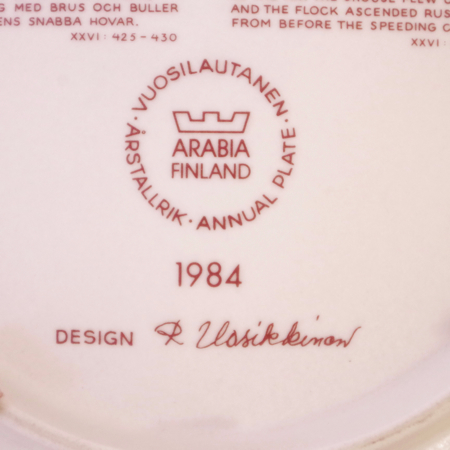 G MED BRUS OCH BULLER
ENS SNABBA HOVAR.
XXVI: 425-430
AND THE FLOCK ASCENDED RUS
FROM BEFORE THE SPEEDING C
XXVI:
· VUOSILAUTANEN · ÅRSTALLRIK · ANNUAL PLATE
ARABIA
FINLAND
1984
DESIGN R Uosikkinen